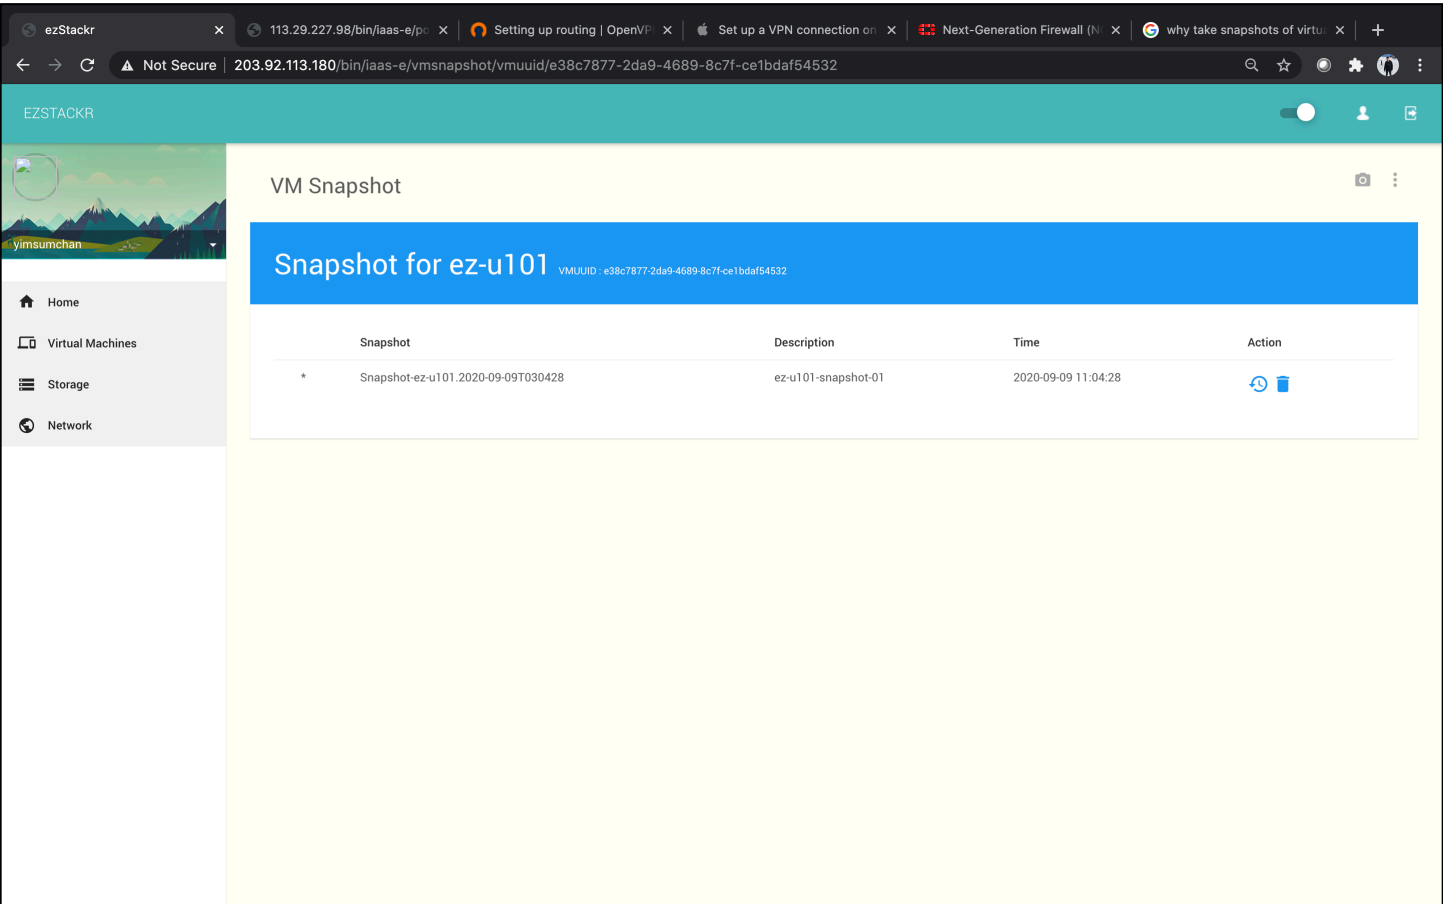 ezStackr
113.29.227.98/bin/iaas-e/po
Setting up routing | OpenVP
Set up a VPN connection on
Next-Generation Firewall (N
why take snapshots of virtu
Not Secure
203.92.113.180/bin/iaas-e/vmsnapshot/vmuuid/e38c7877-2da9-4689-8c7f-ce1bdaf54532
EZSTACKR
yimsumchan
Home
Virtual Machines
Storage
Network
VM Snapshot
Snapshot for ez-u101 VMUUID : e38c7877-2da9-4689-8c7f-ce1bdaf54532
Snapshot Description Time Action
* Snapshot-ez-u101.2020-09-09T030428 ez-u101-snapshot-01 2020-09-09 11:04:28